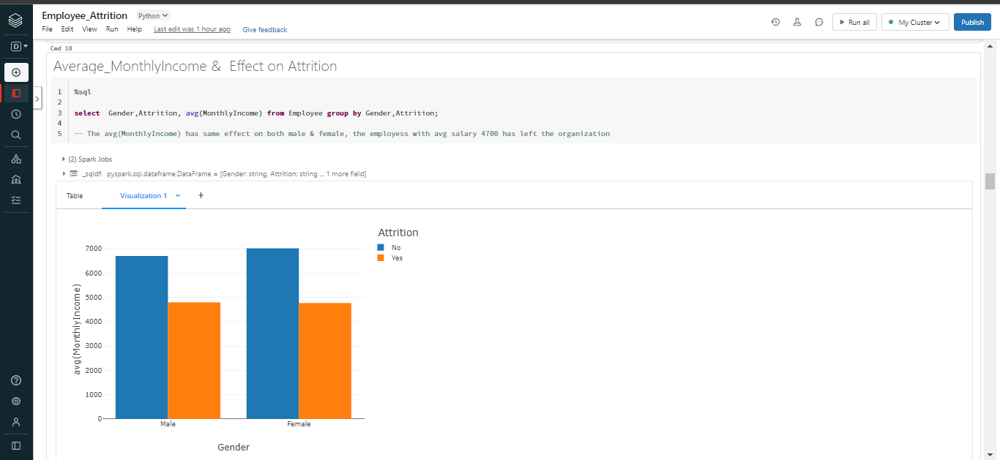 Employee_Attrition Python
File Edit View Run Help Last edit was 1 hour ago Give feedback
Run all
My Cluster
Publish
D
Cmd 18
Average_MonthlyIncome & Effect on Attrition
1 %sql
2
3 select Gender,Attrition, avg(MonthlyIncome) from Employee group by Gender,Attrition;
4
5 -- The avg(MonthlyIncome) has same effect on both male & female, the employess with avg salary 4700 has left the organization
(2) Spark Jobs
_sqldf: pyspark.sql.dataframe.DataFrame = [Gender: string, Attrition: string ... 1 more field]
Table Visualization 1 +
Attrition
No
Yes
7000
6000
5000
4000
3000
2000
1000
0
avg(MonthlyIncome)
Male Female
Gender